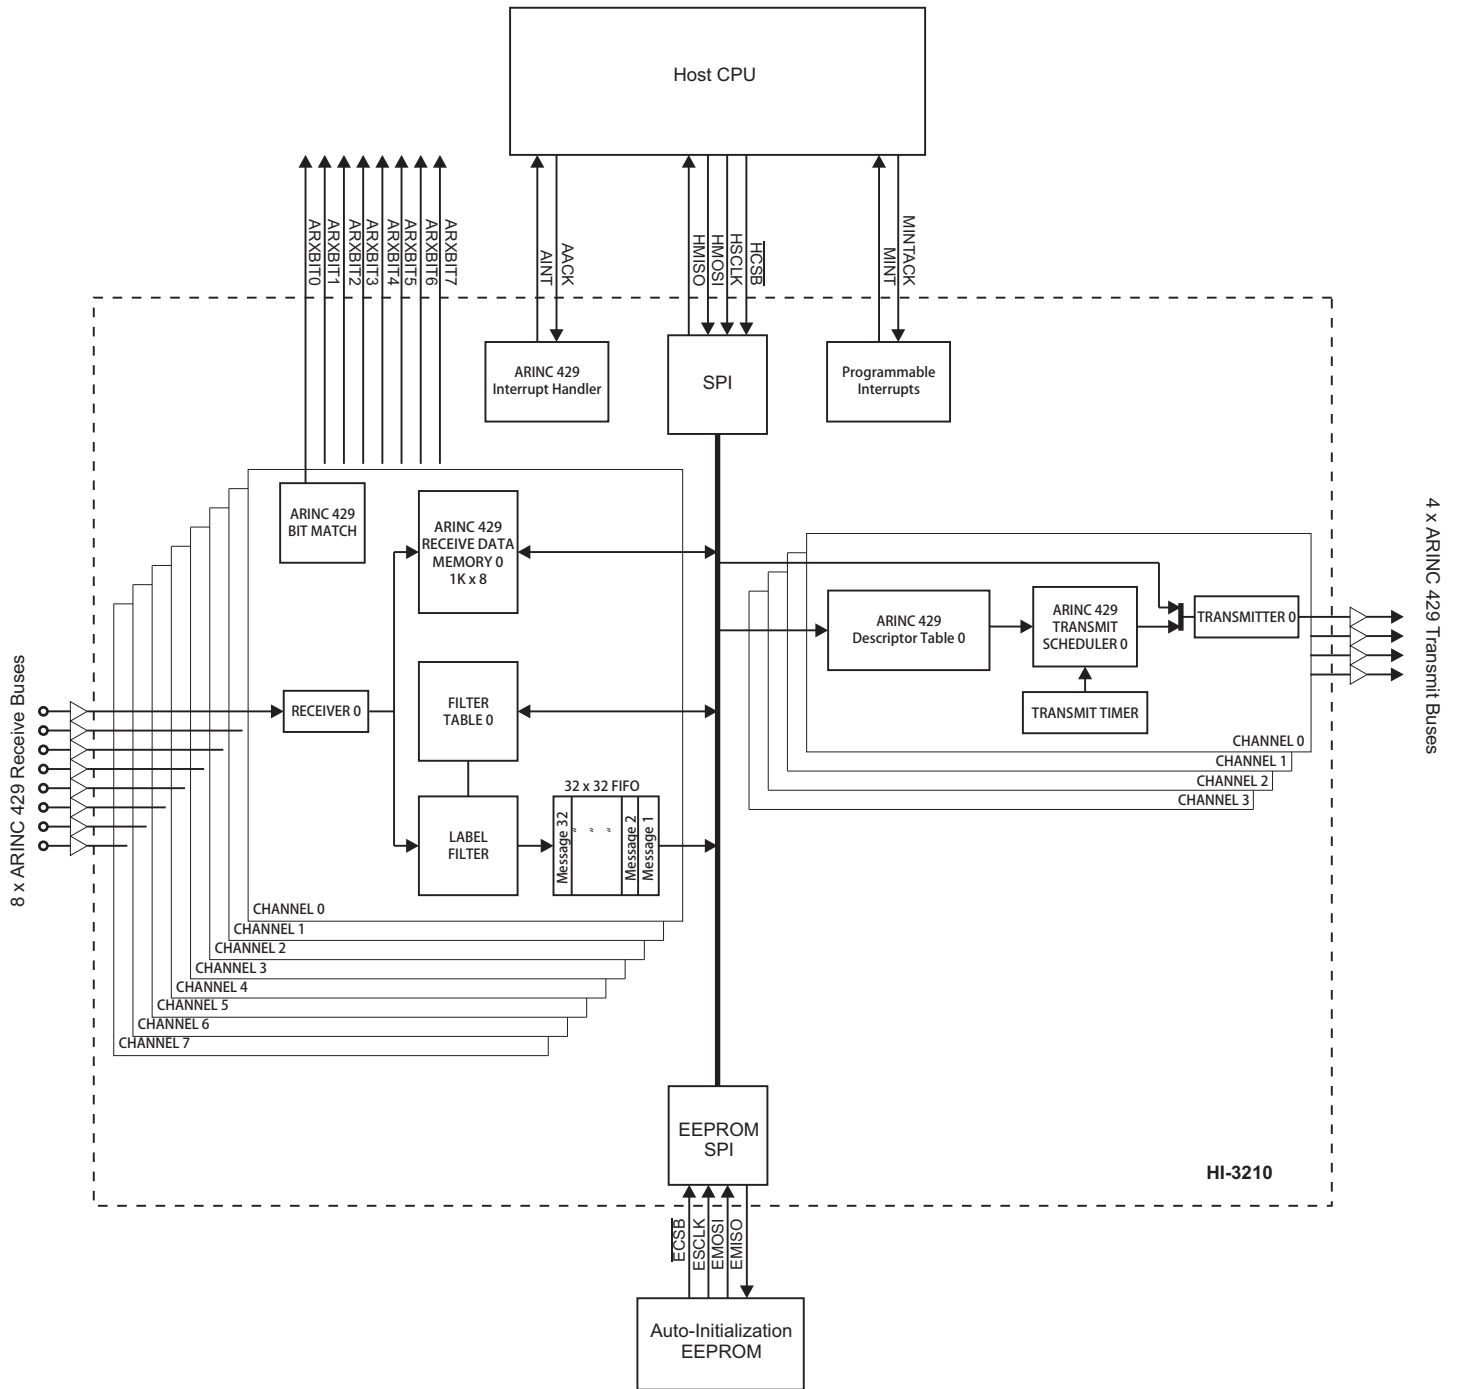 Host CPU
ARXBIT0
ARXBIT1
ARXBIT2
ARXBIT3
ARXBIT4
ARXBIT5
ARXBIT6
ARXBIT7
AINT
AACK
HMISO
HMOSI
HSCLK
HCSB
MINT
MINTACK
ARINC 429
Interrupt Handler
SPI
Programmable
Interrupts
ARINC 429
BIT MATCH
ARINC 429
RECEIVE DATA
MEMORY 0
1K x 8
RECEIVER 0
FILTER
TABLE 0
LABEL
FILTER
32 x 32 FIFO
Message 32
" " "
Message 2
Message 1
CHANNEL 0
CHANNEL 1
CHANNEL 2
CHANNEL 3
CHANNEL 4
CHANNEL 5
CHANNEL 6
CHANNEL 7
8 x ARINC 429 Receive Buses
ARINC 429
Descriptor Table 0
ARINC 429
TRANSMIT
SCHEDULER 0
TRANSMITTER 0
TRANSMIT TIMER
CHANNEL 0
CHANNEL 1
CHANNEL 2
CHANNEL 3
4 x ARINC 429 Transmit Buses
EEPROM
SPI
HI-3210
ECSB
ESCLK
EMOSI
EMISO
Auto-Initialization
EEPROM